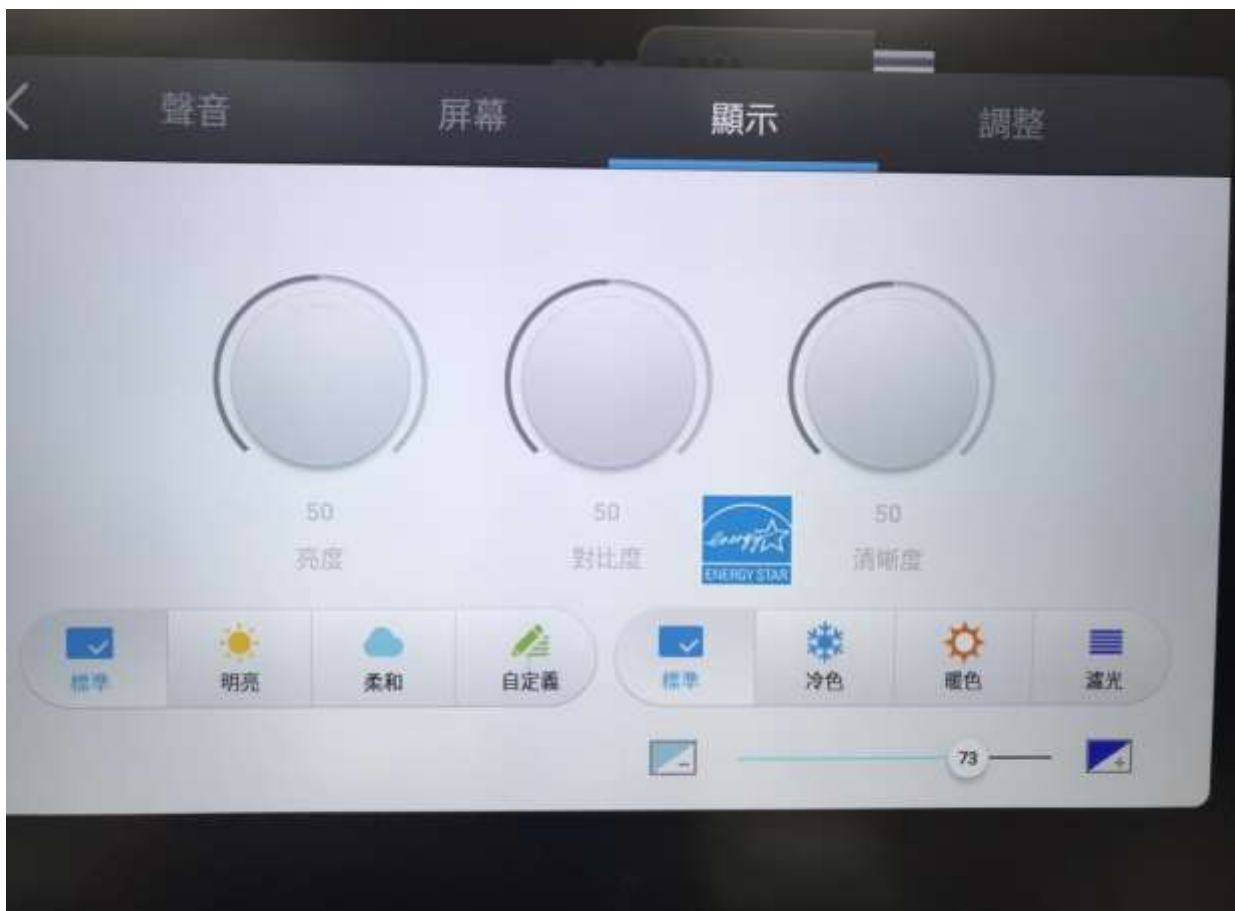 聲音 屏幕 顯示 調整
50 50 50
亮度 對比度 清晰度
energy
ENERGY STAR
標準 明亮 柔和 自定義 標準 冷色 暖色 濾光
73